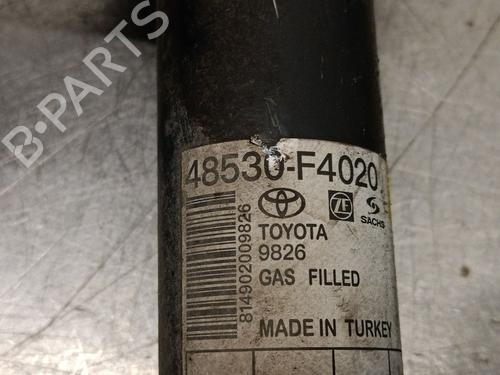 B-PARTS
48530-F4020
TOYOTA
ZF
SACHS
9826
GAS FILLED
MADE IN TURKEY
814902009826